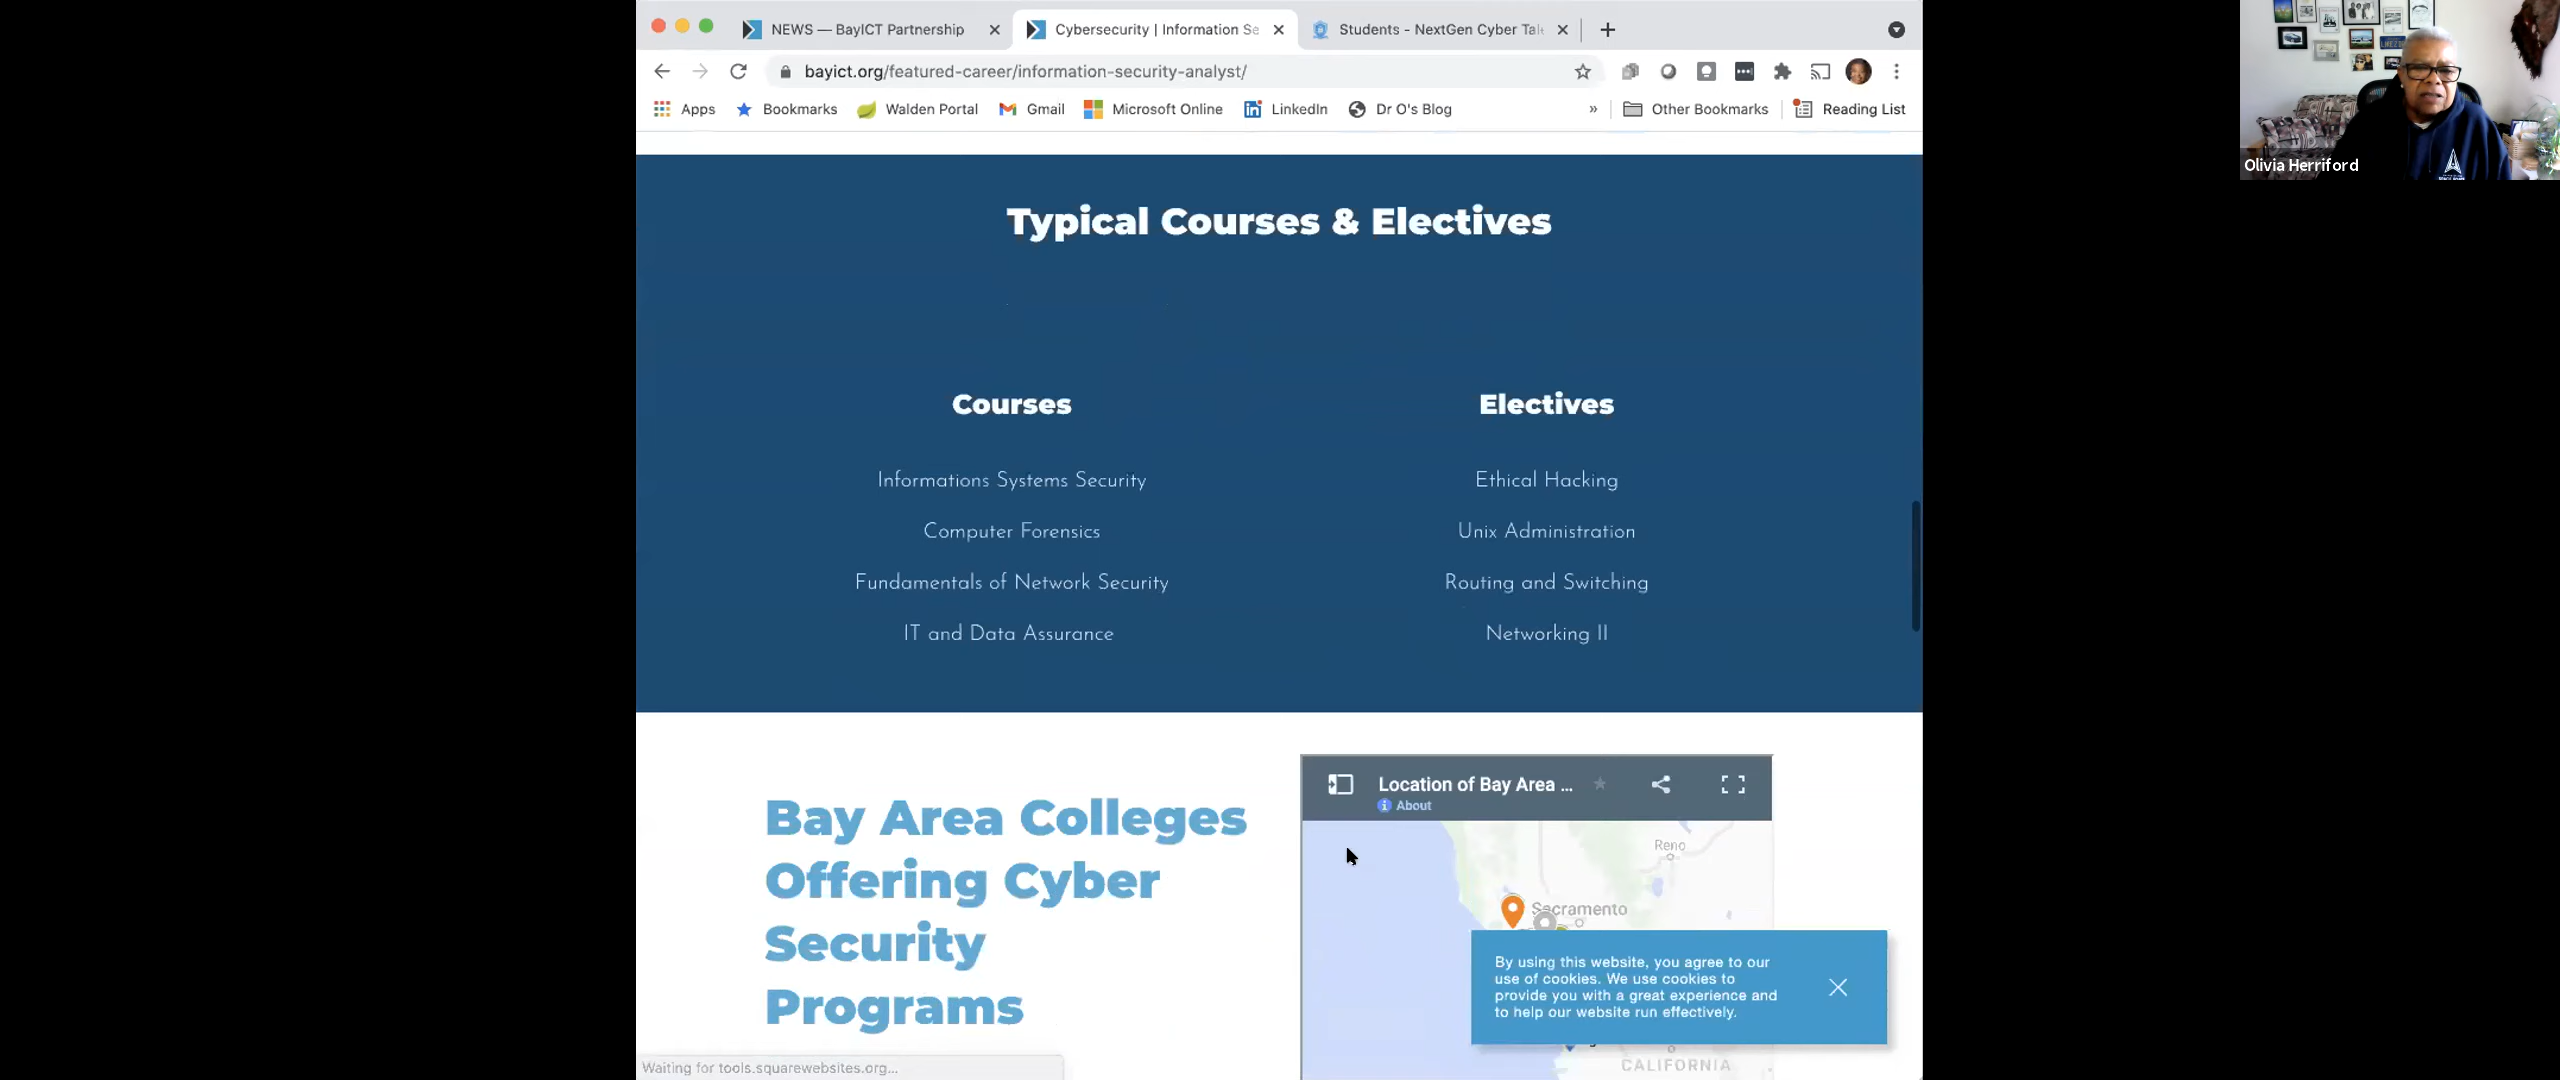 NEWS — BayICT Partnership
Cybersecurity | Information Se
Students - NextGen Cyber Tal
bayict.org/featured-career/information-security-analyst/
Apps Bookmarks Walden Portal Gmail Microsoft Online LinkedIn Dr O's Blog » Other Bookmarks Reading List
Olivia Herriford
Typical Courses & Electives
Courses
Informations Systems Security
Computer Forensics
Fundamentals of Network Security
IT and Data Assurance
Electives
Ethical Hacking
Unix Administration
Routing and Switching
Networking II
Bay Area Colleges
Offering Cyber
Security
Programs
Location of Bay Area ...
About
Reno
Sacramento
CALIFORNIA
By using this website, you agree to our
use of cookies. We use cookies to
provide you with a great experience and
to help our website run effectively.
Waiting for tools.squarewebsites.org...